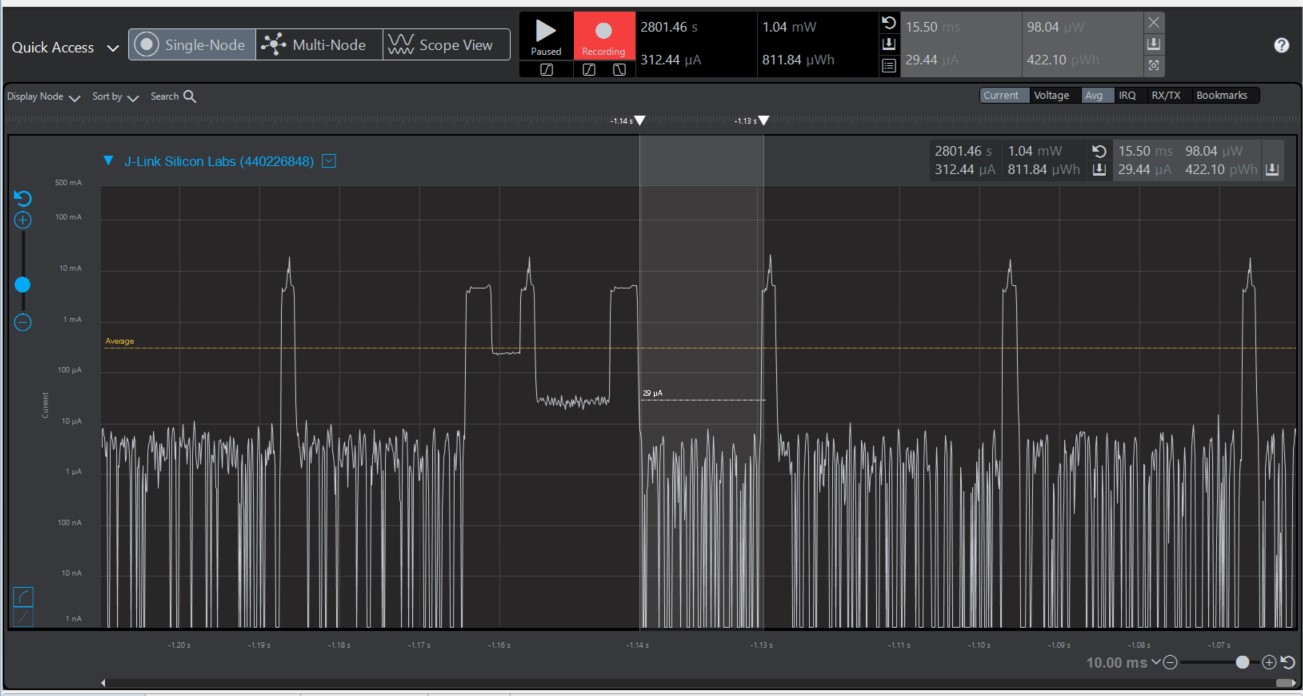 Quick Access
Single-Node
Multi-Node
Scope View
Paused
Recording
2801.46 s
1.04 mW
312.44 µA
811.84 µWh
15.50 ms
98.04 µW
29.44 µA
422.10 pWh
?
Display Node
Sort by
Search
Current
Voltage
Avg
IRQ
RX/TX
Bookmarks
-1.14 s
-1.13 s
J-Link Silicon Labs (440226848)
2801.46 s
1.04 mW
15.50 ms
98.04 µW
312.44 µA
811.84 µWh
29.44 µA
422.10 pWh
500 mA
100 mA
10 mA
1 mA
Average
100 µA
29 µA
Current
10 µA
1 µA
100 nA
10 nA
1 nA
-1.20 s
-1.19 s
-1.18 s
-1.17 s
-1.16 s
-1.14 s
-1.13 s
-1.11 s
-1.10 s
-1.09 s
-1.08 s
-1.07 s
10.00 ms